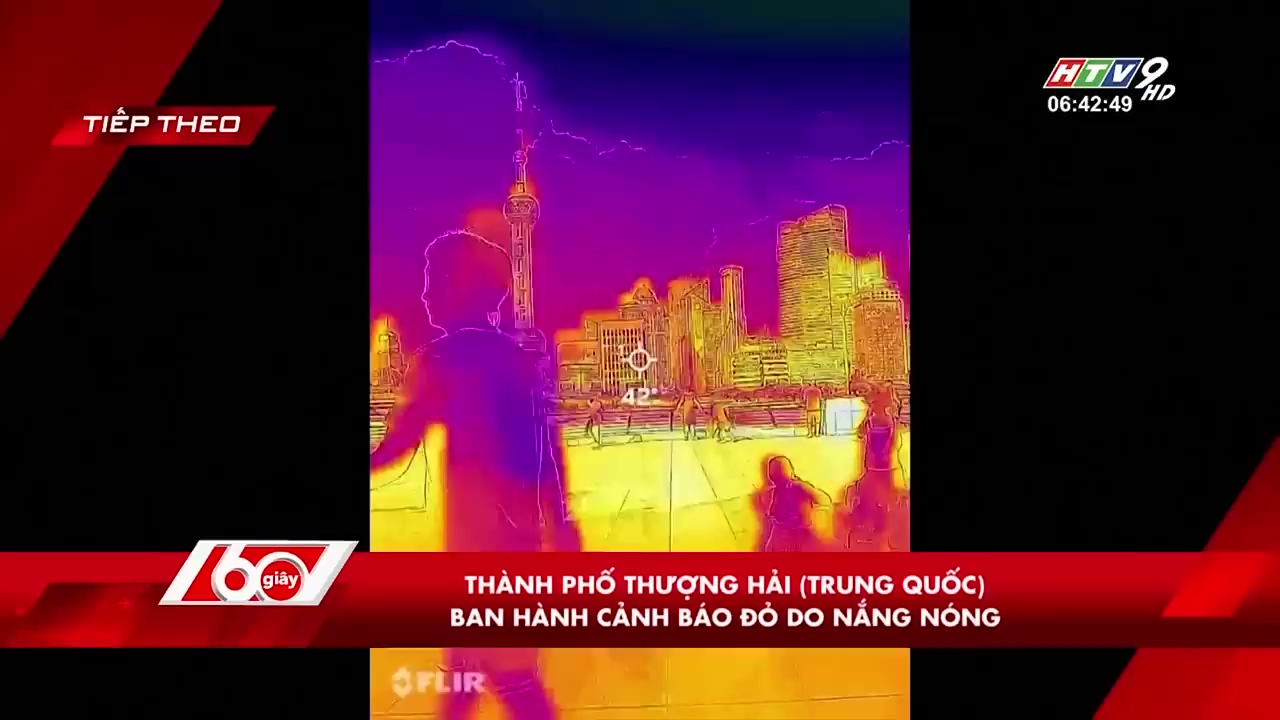 TIẾP THEO
HTV9 HD
06:42:49
42°
60 giây
THÀNH PHỐ THƯỢNG HẢI (TRUNG QUỐC)
BAN HÀNH CẢNH BÁO ĐỎ DO NẮNG NÓNG
FLIR